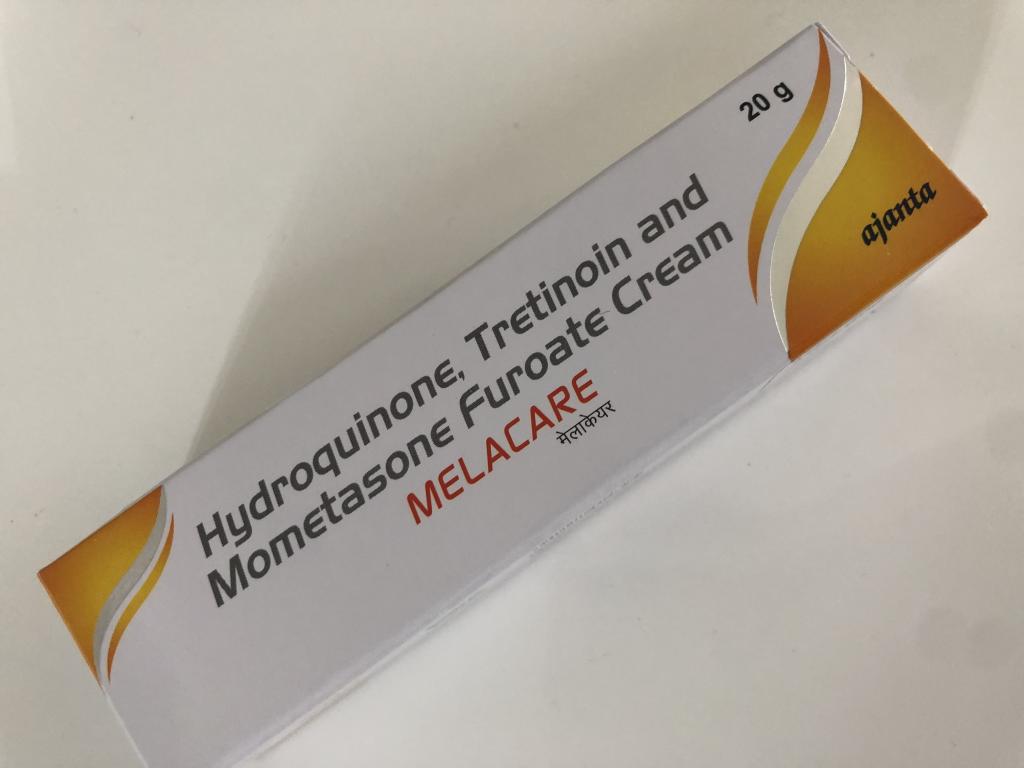 20 g
Hydroquinone, Tretinoin and
Mometasone Furoate Cream
MELACARE
मेलाकेयर
ajanta